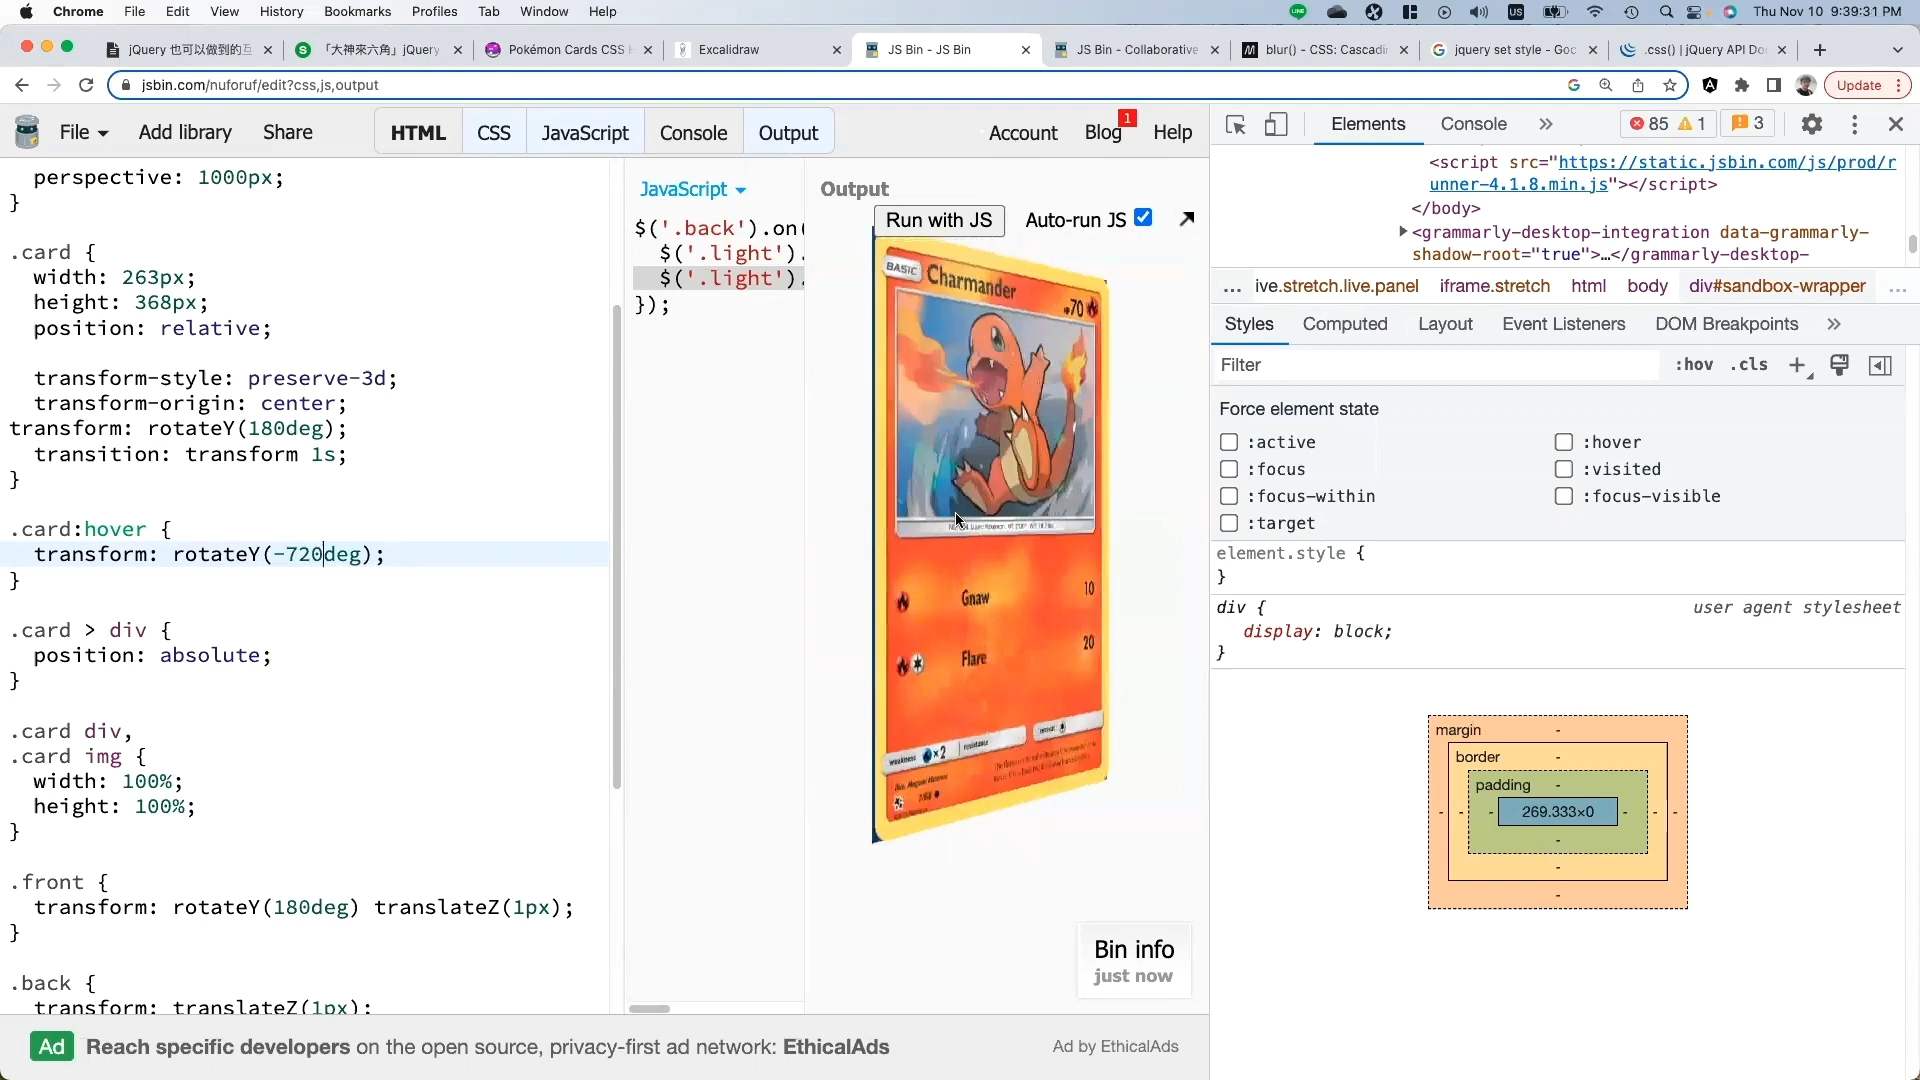 Chrome File Edit View History Bookmarks Profiles Tab Window Help
US
Thu Nov 10 9:39:31 PM
jQuery 也可以做到的互
「大神來六角」jQuery
Pokémon Cards CSS H
Excalidraw
JS Bin - JS Bin
JS Bin - Collaborative
blur() - CSS: Cascadin
jquery set style - Goo
.css() | jQuery API Do
jsbin.com/nuforuf/edit?css,js,output
Update
File
Add library
Share
HTML
CSS
JavaScript
Console
Output
Account
Blog
1
Help
perspective: 1000px;
}
.card {
width: 263px;
height: 368px;
position: relative;
transform-style: preserve-3d;
transform-origin: center;
transform: rotateY(180deg);
transition: transform 1s;
}
.card:hover {
transform: rotateY(-720deg);
}
.card > div {
position: absolute;
}
.card div,
.card img {
width: 100%;
height: 100%;
}
.front {
transform: rotateY(180deg) translateZ(1px);
}
.back {
transform: translateZ(1px);
JavaScript
$('.back').on(
$('.light').
$('.light').
});
Output
Run with JS
Auto-run JS
BASIC
Charmander
70
Gnaw
10
Flare
20
weakness
×2
resistance
Bin info
just now
Ad
Reach specific developers on the open source, privacy-first ad network: EthicalAds
Ad by EthicalAds
Elements
Console
85
1
3
<script src="https://static.jsbin.com/js/prod/r
unner-4.1.8.min.js"></script>
</body>
<grammarly-desktop-integration data-grammarly-
shadow-root="true">…</grammarly-desktop-
... ive.stretch.live.panel iframe.stretch html body div#sandbox-wrapper ...
Styles
Computed
Layout
Event Listeners
DOM Breakpoints
Filter
:hov
.cls
Force element state
:active
:hover
:focus
:visited
:focus-within
:focus-visible
:target
element.style {
}
div {
user agent stylesheet
display: block;
}
margin
-
border
-
padding
-
- - - 269.333×0 - - -
-
-
-